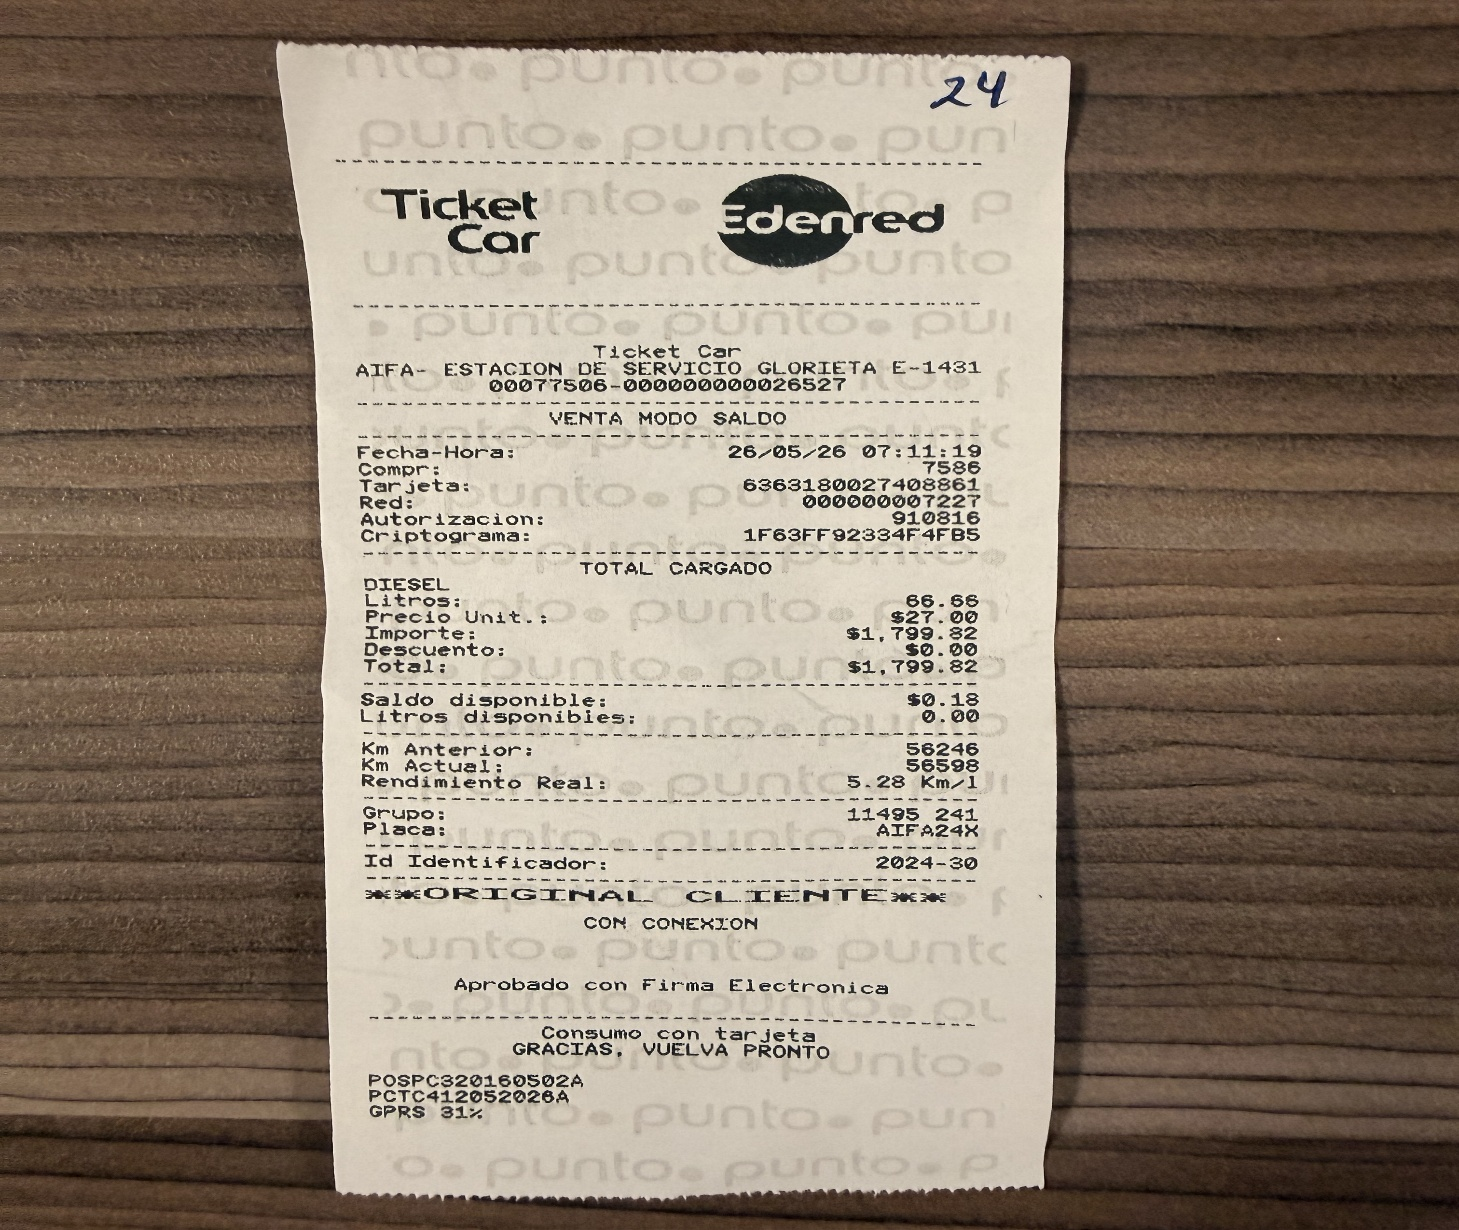 24
Ticket Car
Edenred
Ticket Car
AIFA- ESTACION DE SERVICIO GLORIETA E-1431
00077506-000000000026527
VENTA MODO SALDO
Fecha-Hora: 26/05/26 07:11:19
Compr: 7586
Tarjeta: 6363180027408861
Red: 000000007227
Autorizacion: 910816
Criptograma: 1F63FF92334F4FB5
TOTAL CARGADO
DIESEL
Litros: 66.66
Precio Unit.: $27.00
Importe: $1,799.82
Descuento: $0.00
Total: $1,799.82
Saldo disponible: $0.18
Litros disponibles: 0.00
Km Anterior: 56246
Km Actual: 56598
Rendimiento Real: 5.28 Km/l
Grupo: 11495 241
Placa: AIFA24X
Id Identificador: 2024-30
**ORIGINAL CLIENTE**
CON CONEXION
Aprobado con Firma Electronica
Consumo con tarjeta
GRACIAS, VUELVA PRONTO
POSPC320160502A
PCTC412052026A
GPRS 31%